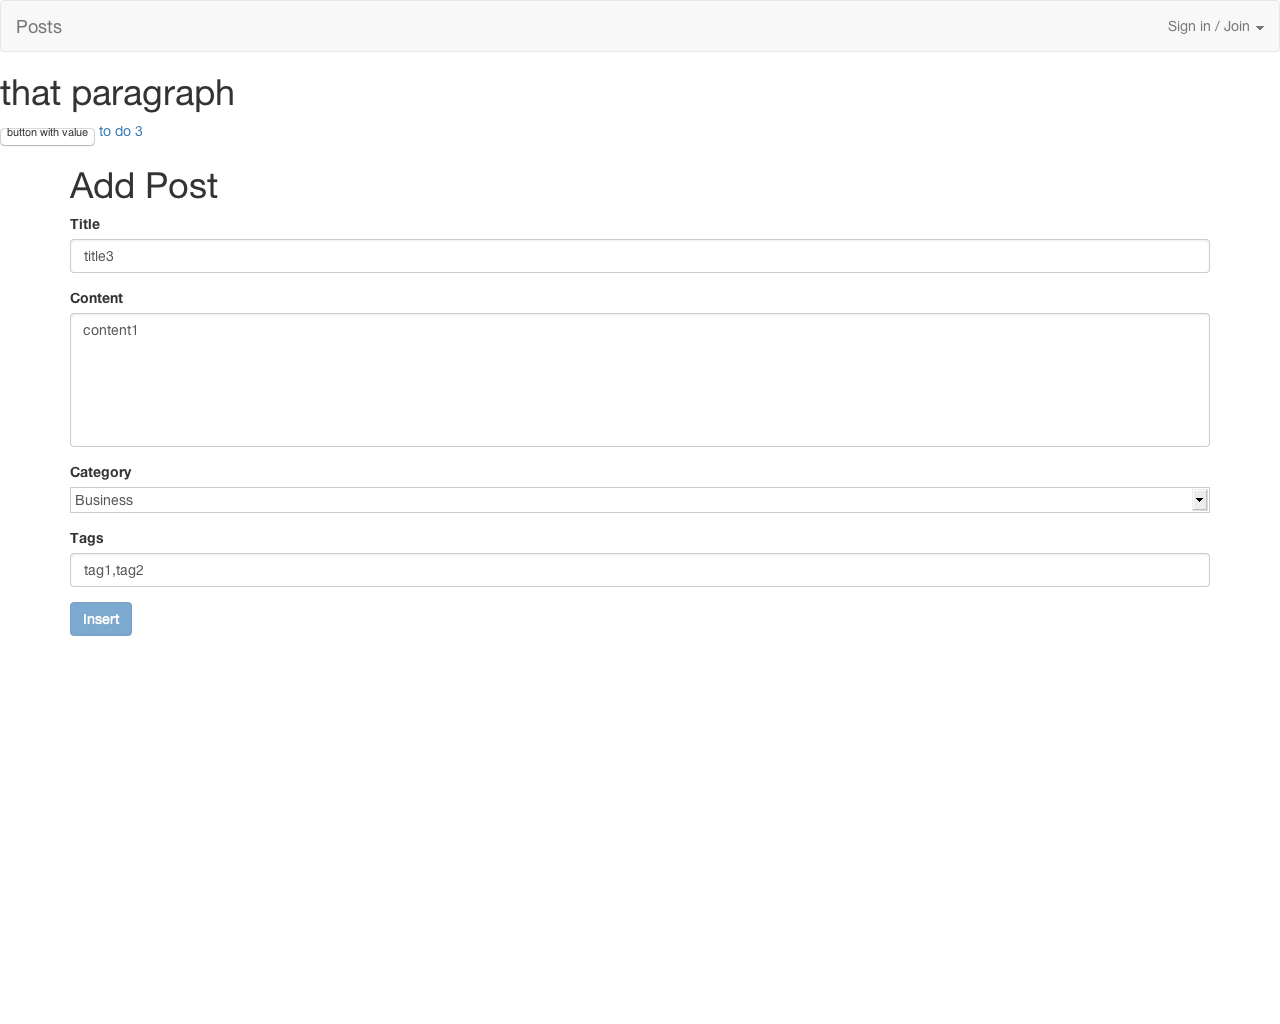 Posts
Sign in / Join
that paragraph
button with value to do 3
Add Post
Title
title3
Content
content1
Category
Business
Tags
tag1,tag2
Insert